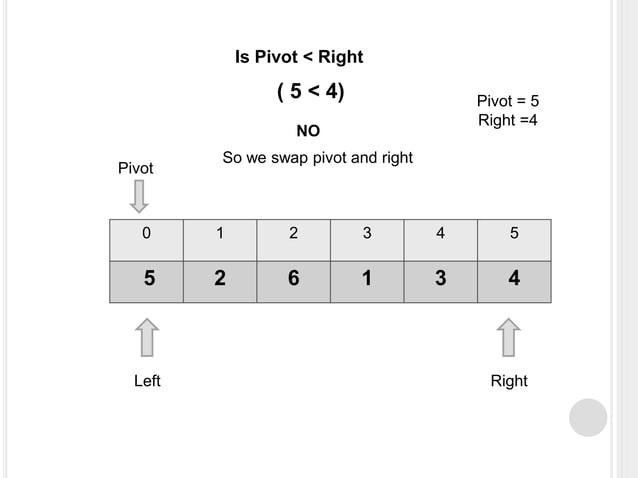 Is Pivot < Right
( 5 < 4)
Pivot = 5
Right =4
NO
So we swap pivot and right
Pivot
0 1 2 3 4 5
5 2 6 1 3 4
Left Right